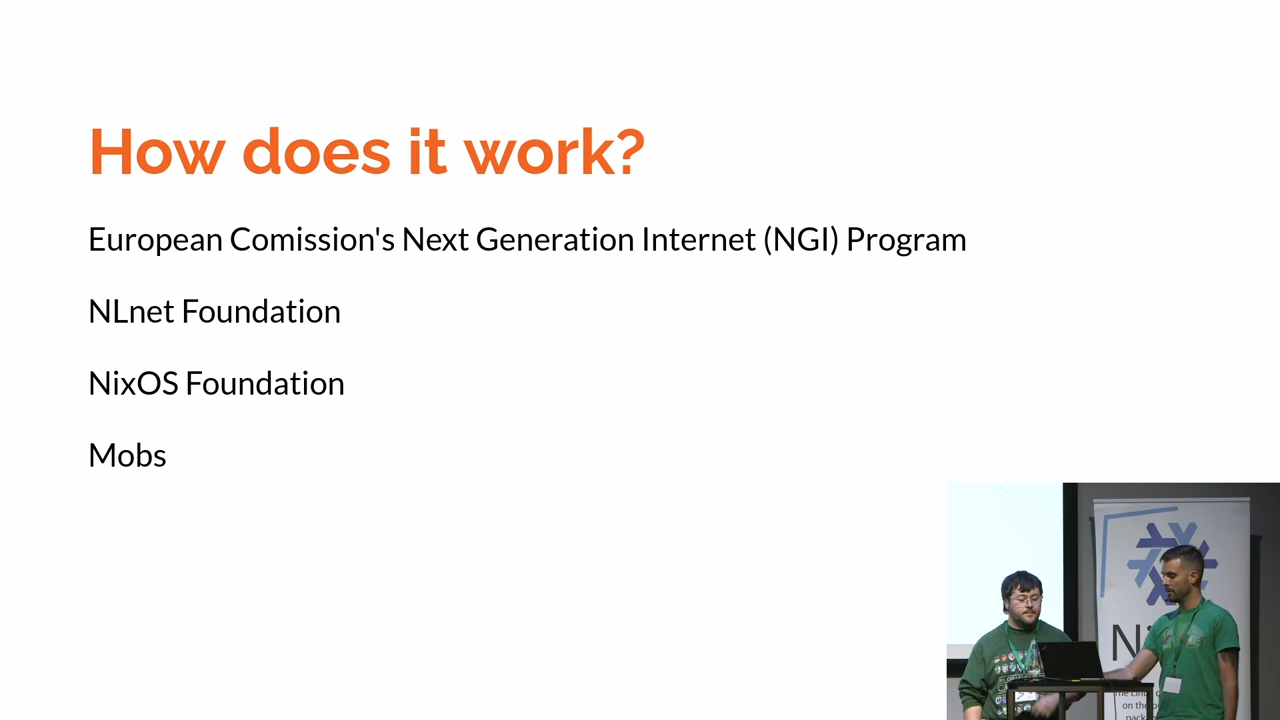 How does it work?
European Comission's Next Generation Internet (NGI) Program
NLnet Foundation
NixOS Foundation
Mobs